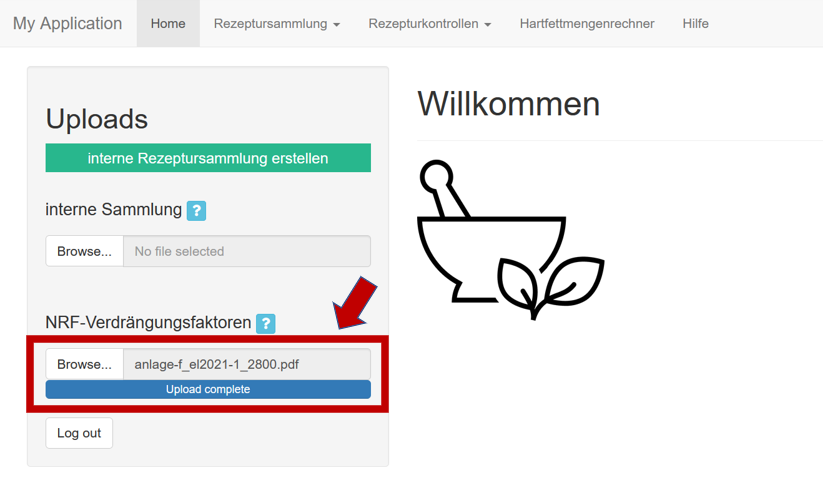 My Application Home Rezeptursammlung Rezepturkontrollen Hartfettmengenrechner Hilfe
Uploads
interne Rezeptursammlung erstellen
interne Sammlung ?
Browse... No file selected
NRF-Verdrängungsfaktoren ?
Browse... anlage-f_el2021-1_2800.pdf
Upload complete
Log out
Willkommen